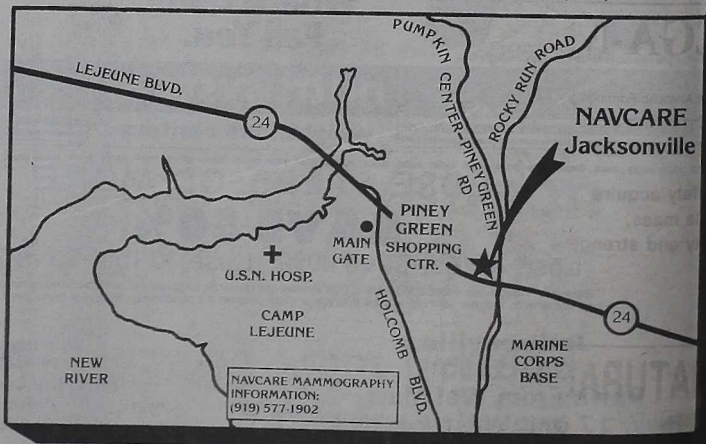 LEJEUNE BLVD.
24
PUMPKIN CENTER-PINEY GREEN
RD
ROCKY RUN ROAD
NAVCARE
Jacksonville
PINEY
GREEN
SHOPPING
CTR.
MAIN
GATE
U.S.N. HOSP.
CAMP
LEJEUNE
HOLCOMB BLVD.
24
MARINE
CORPS
BASE
NEW
RIVER
NAVCARE MAMMOGRAPHY
INFORMATION:
(919) 577-1902